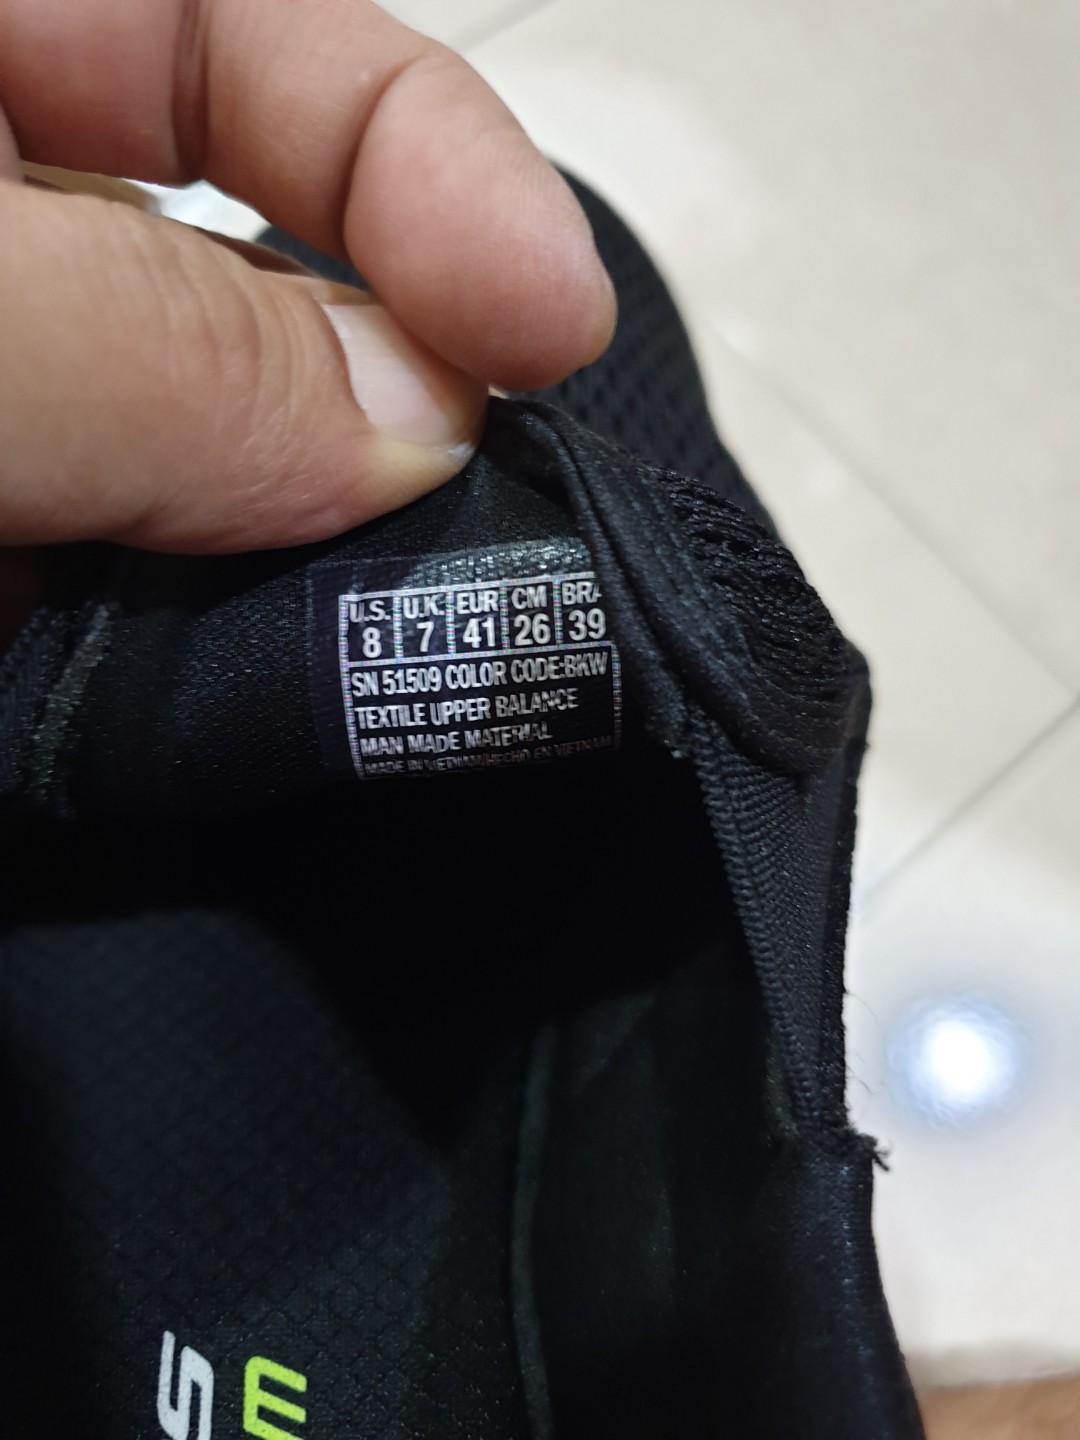 U.S. U.K. EUR CM BRA
8 7 41 26 39
SN 51509 COLOR CODE:BKW
TEXTILE UPPER BALANCE
MAN MADE MATERIAL
MADE IN VIETNAM/HECHO EN VIETNAM
S
E